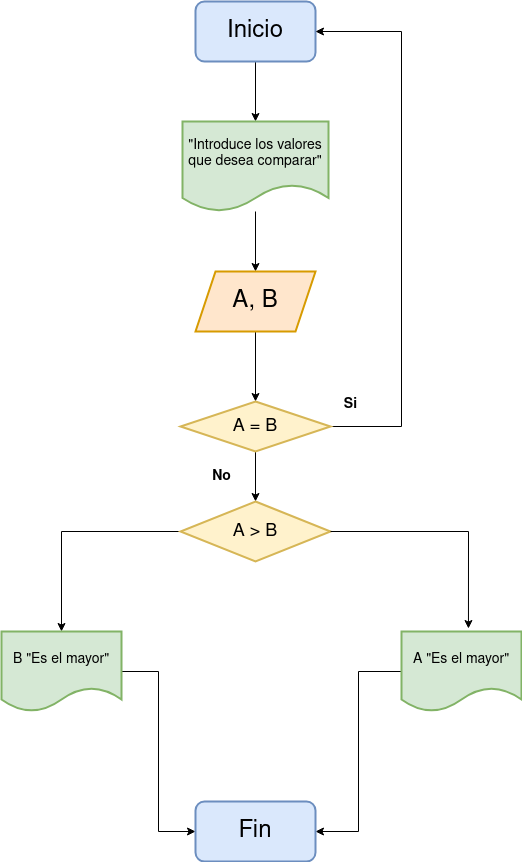 Inicio
"Introduce los valores
que desea comparar"
A, B
Si
A = B
No
A > B
B "Es el mayor"
A "Es el mayor"
Fin